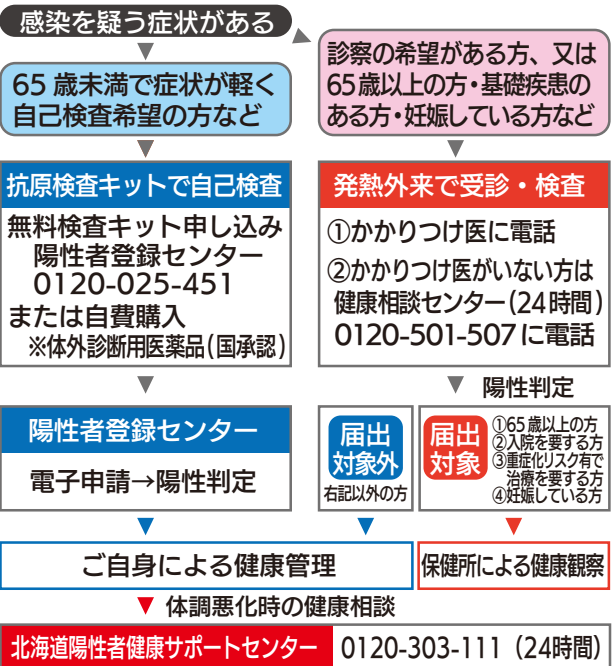 感染を疑う症状がある
65歳未満で症状が軽く
自己検査希望の方など
診察の希望がある方、又は
65歳以上の方・基礎疾患の
ある方・妊娠している方など
抗原検査キットで自己検査
無料検査キット申し込み
陽性者登録センター
0120-025-451
または自費購入
※体外診断用医薬品(国承認)
発熱外来で受診・検査
①かかりつけ医に電話
②かかりつけ医がいない方は
健康相談センター(24時間)
0120-501-507に電話
陽性判定
陽性者登録センター
電子申請→陽性判定
届出
対象外
右記以外の方
届出
対象
①65歳以上の方
②入院を要する方
③重症化リスク有で
治療を要する方
④妊娠している方
ご自身による健康管理
保健所による健康観察
体調悪化時の健康相談
北海道陽性者健康サポートセンター 0120-303-111(24時間)